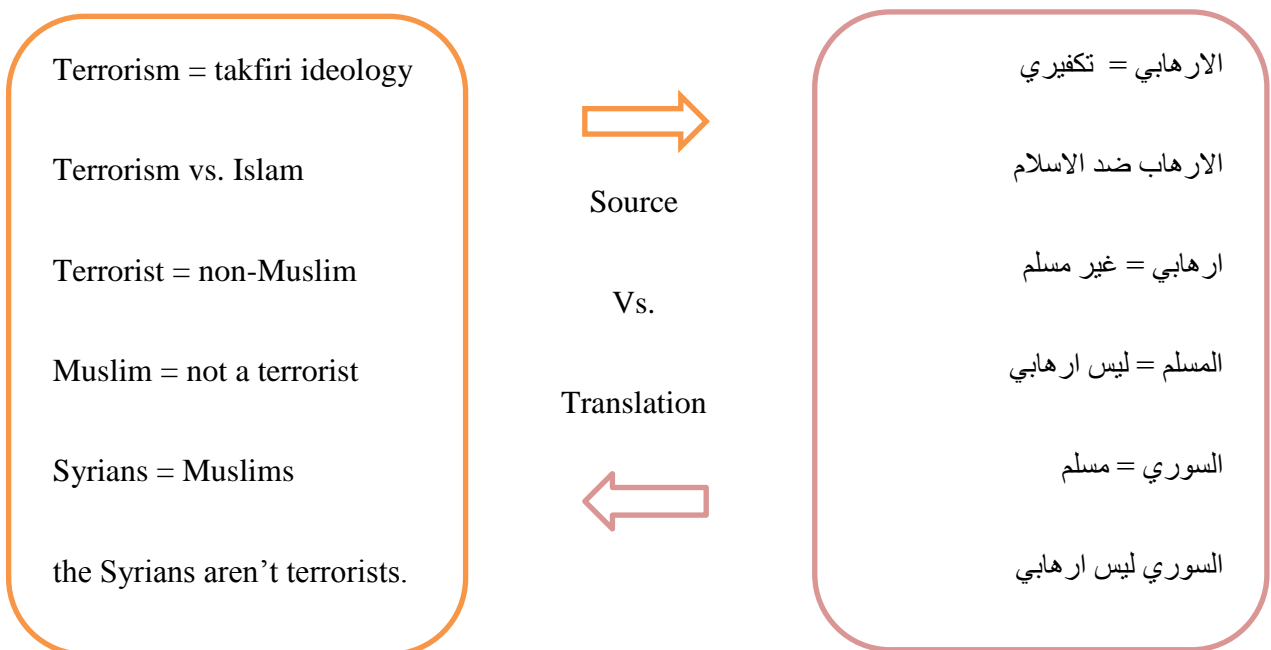 Terrorism = takfiri ideology
Terrorism vs. Islam
Terrorist = non-Muslim
Muslim = not a terrorist
Syrians = Muslims
the Syrians aren’t terrorists.
Source
Vs.
Translation
الارهابي = تكفيري
الارهاب ضد الاسلام
ارهابي = غير مسلم
المسلم = ليس ارهابي
السوري = مسلم
السوري ليس ارهابي